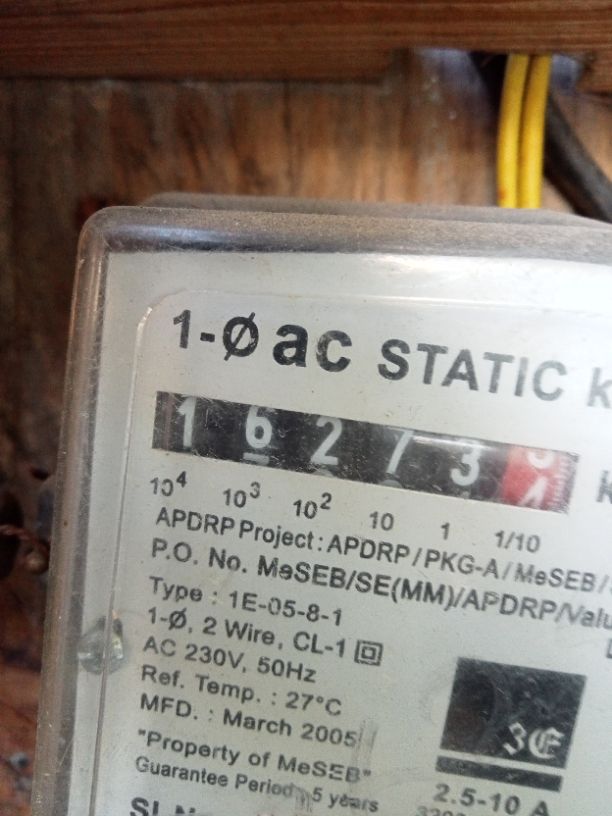 1-Ø ac STATIC k
1 6 2 7 3
10⁴ 10³ 10² 10 1 1/10
APDRP Project : APDRP/PKG-A/MeSEB/
P.O. No. MeSEB/SE(MM)/APDRP/Valu
Type : 1E-05-8-1
1-Ø, 2 Wire, CL-1
AC 230V, 50Hz
Ref. Temp. : 27°C
MFD. : March 2005
"Property of MeSEB"
Guarantee Period 5 years
3E
2.5-10 A